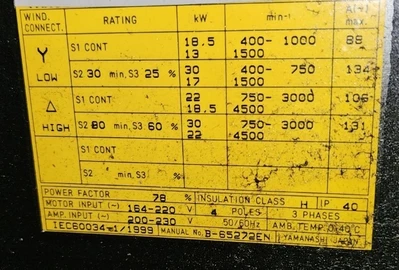 WIND. CONNECT. RATING kW min-1 A(~) max.
Y LOW S1 CONT 18.5 400- 1000 88
13 1500
S2 30 min, S3 25 % 30 400- 750 134
17 1500
△ HIGH S1 CONT 22 750- 3000 106
18.5 4500
S2 80 min, S3 60 % 30 750- 3000 131
22 4500
S1 CONT
S2 min, S3 %
POWER FACTOR 78 % INSULATION CLASS H IP 40
MOTOR INPUT (~) 164-220 V 4 POLES 3 PHASES
AMP. INPUT (~) 200-230 V 50/60Hz AMB. TEMP. 0-40°C
IEC60034-1/1999 MANUAL No. B-65272EN YAMANASHI JAPAN